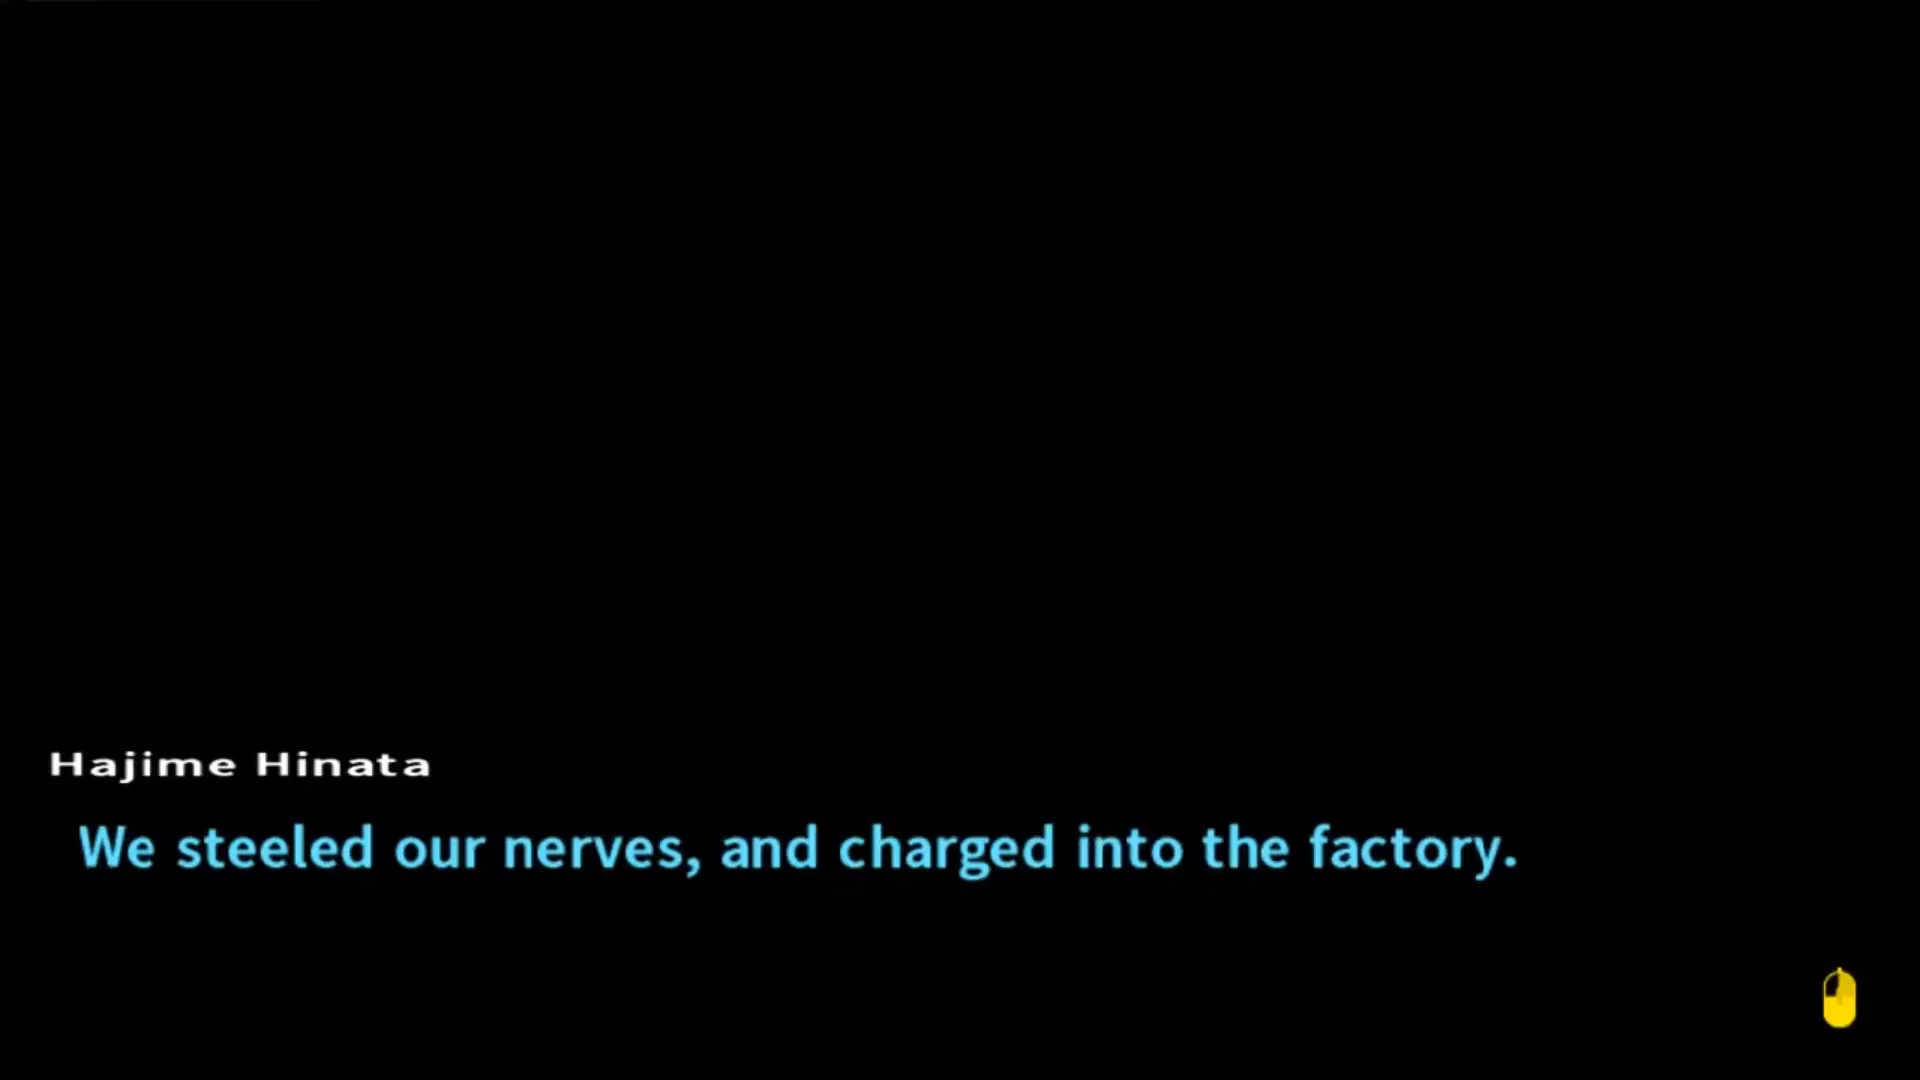 Hajime Hinata
We steeled our nerves, and charged into the factory.